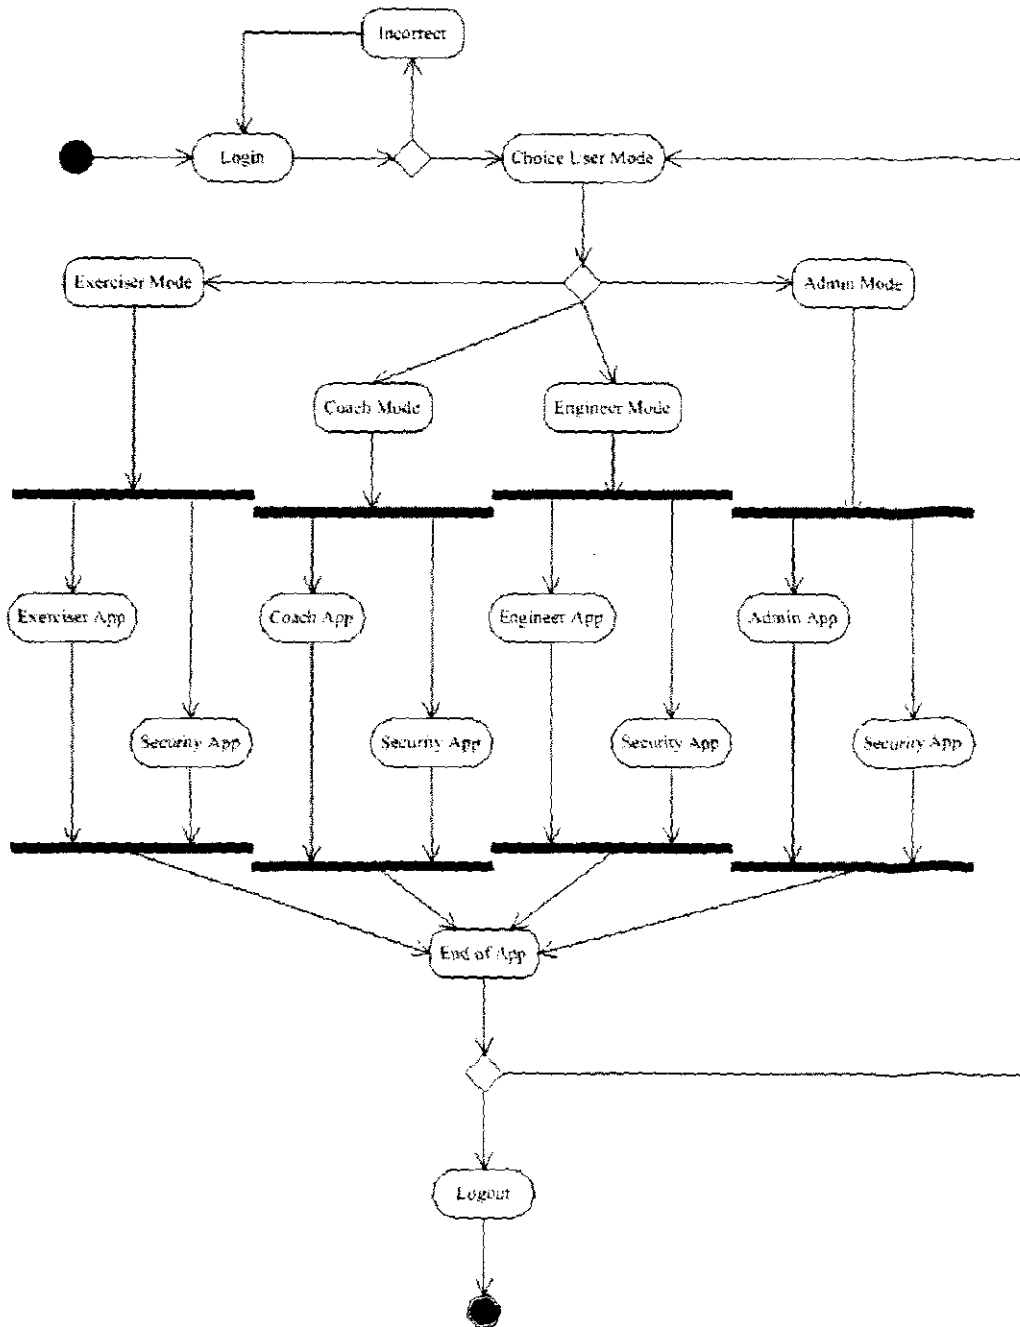 Incorrect
Login
Choice User Mode
Exerciser Mode
Admin Mode
Coach Mode
Engineer Mode
Exerciser App
Coach App
Engineer App
Admin App
Security App
Security App
Security App
Security App
End of App
Logout